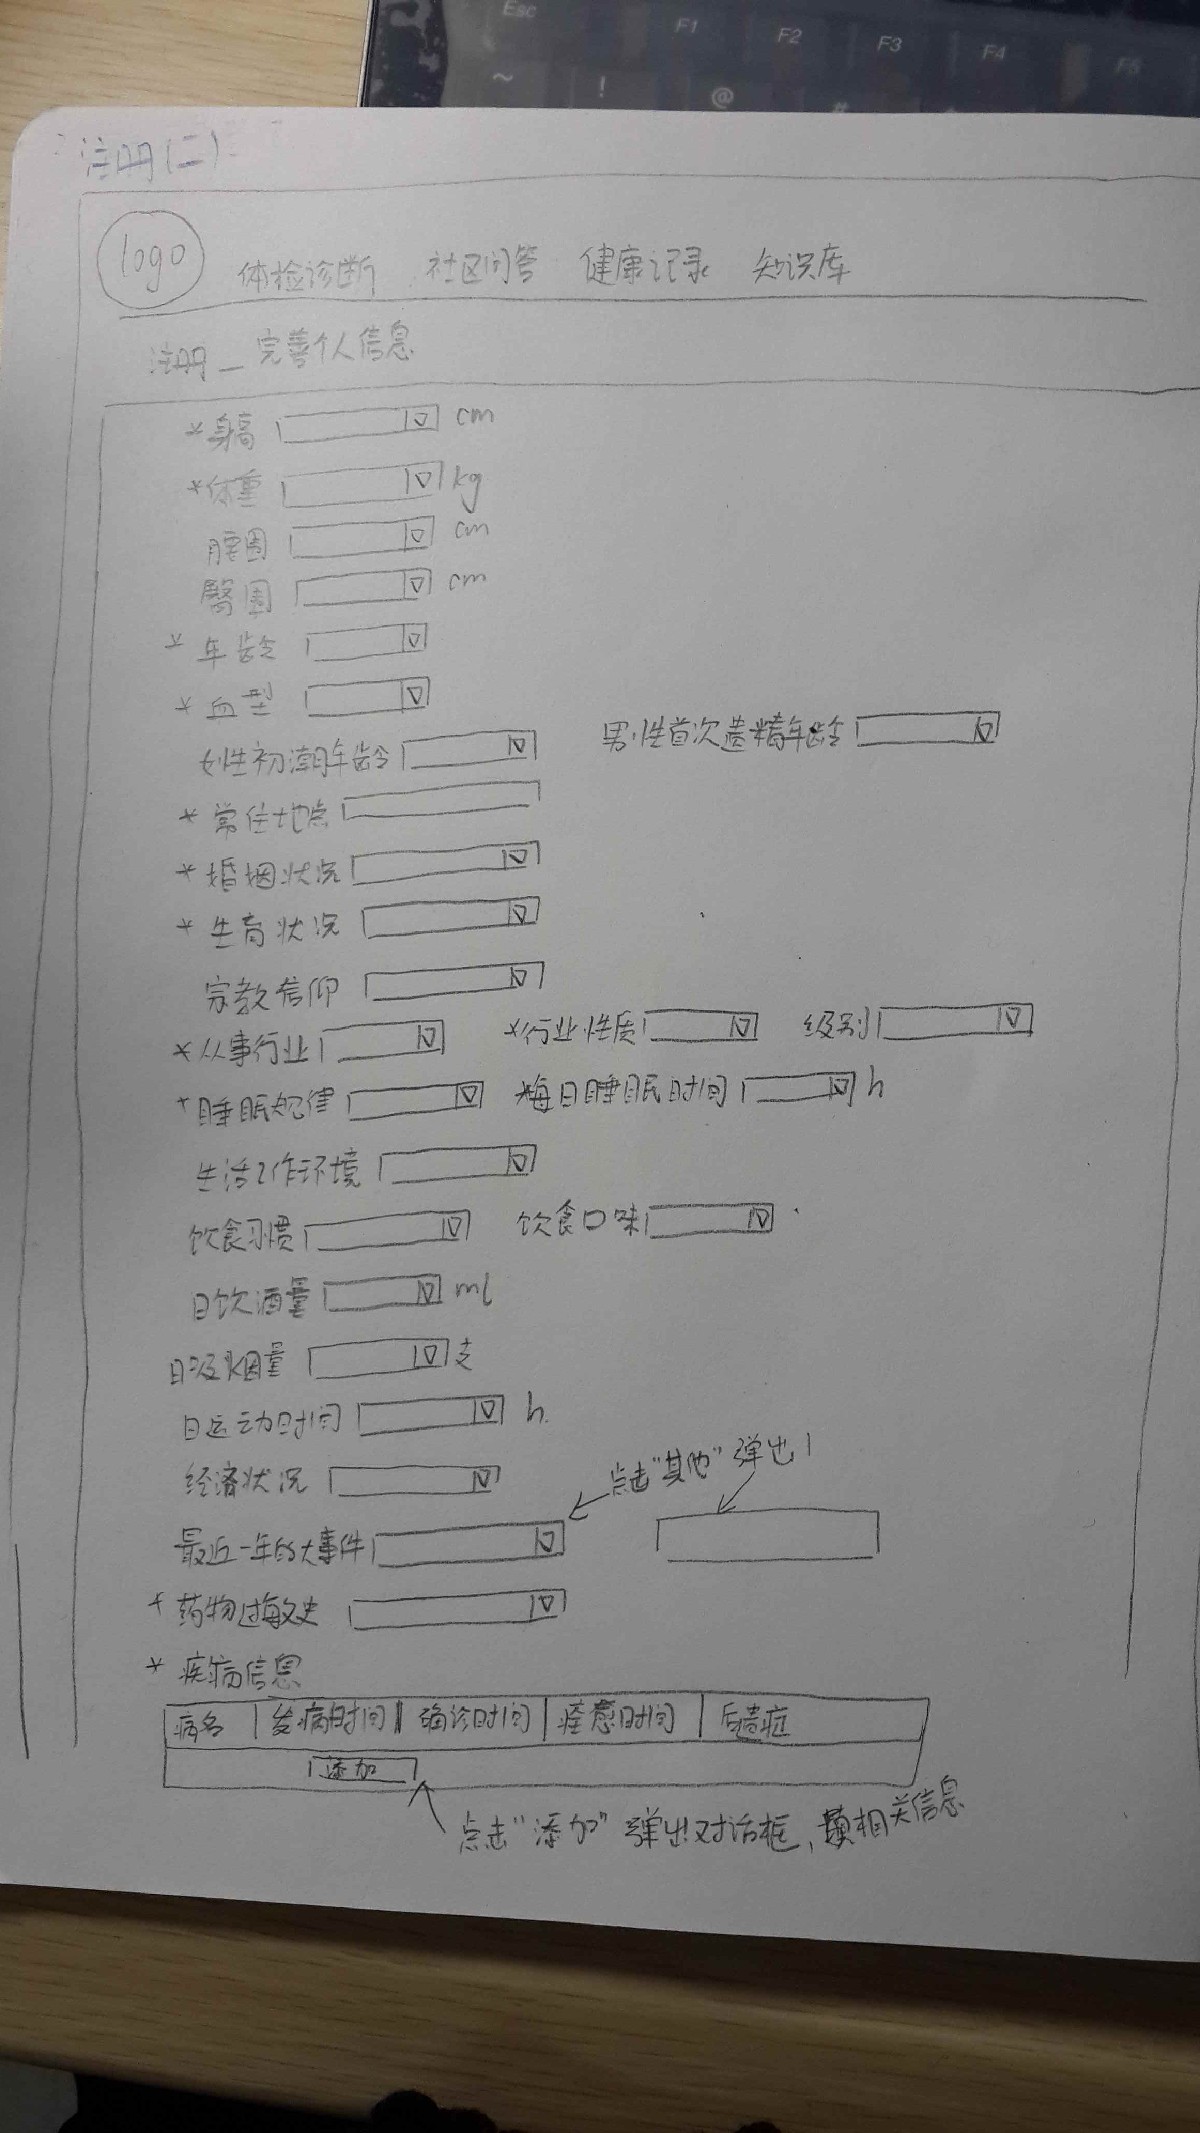 Esc F1 F2 F3 F4 F5
~ ! @ #
注册(二)
logo 体检诊断 社区问答 健康记录 知识库
注册_完善个人信息
*身高 cm
*体重 kg
腰围 cm
臀围 cm
*年龄
*血型
女性初潮年龄 男性首次遗精年龄
*常住地点
*婚姻状况
*生育状况
宗教信仰
*从事行业 *行业性质 级别
*睡眠规律 *每日睡眠时间 h
生活工作环境
饮食习惯 饮食口味
日饮酒量 ml
日吸烟量 支
日运动时间 h
经济状况
点击"其他"弹出
最近一年的大事件
*药物过敏史
*疾病信息
病名 发病时间 确诊时间 痊愈时间 后遗症
添加
点击"添加"弹出对话框,填相关信息